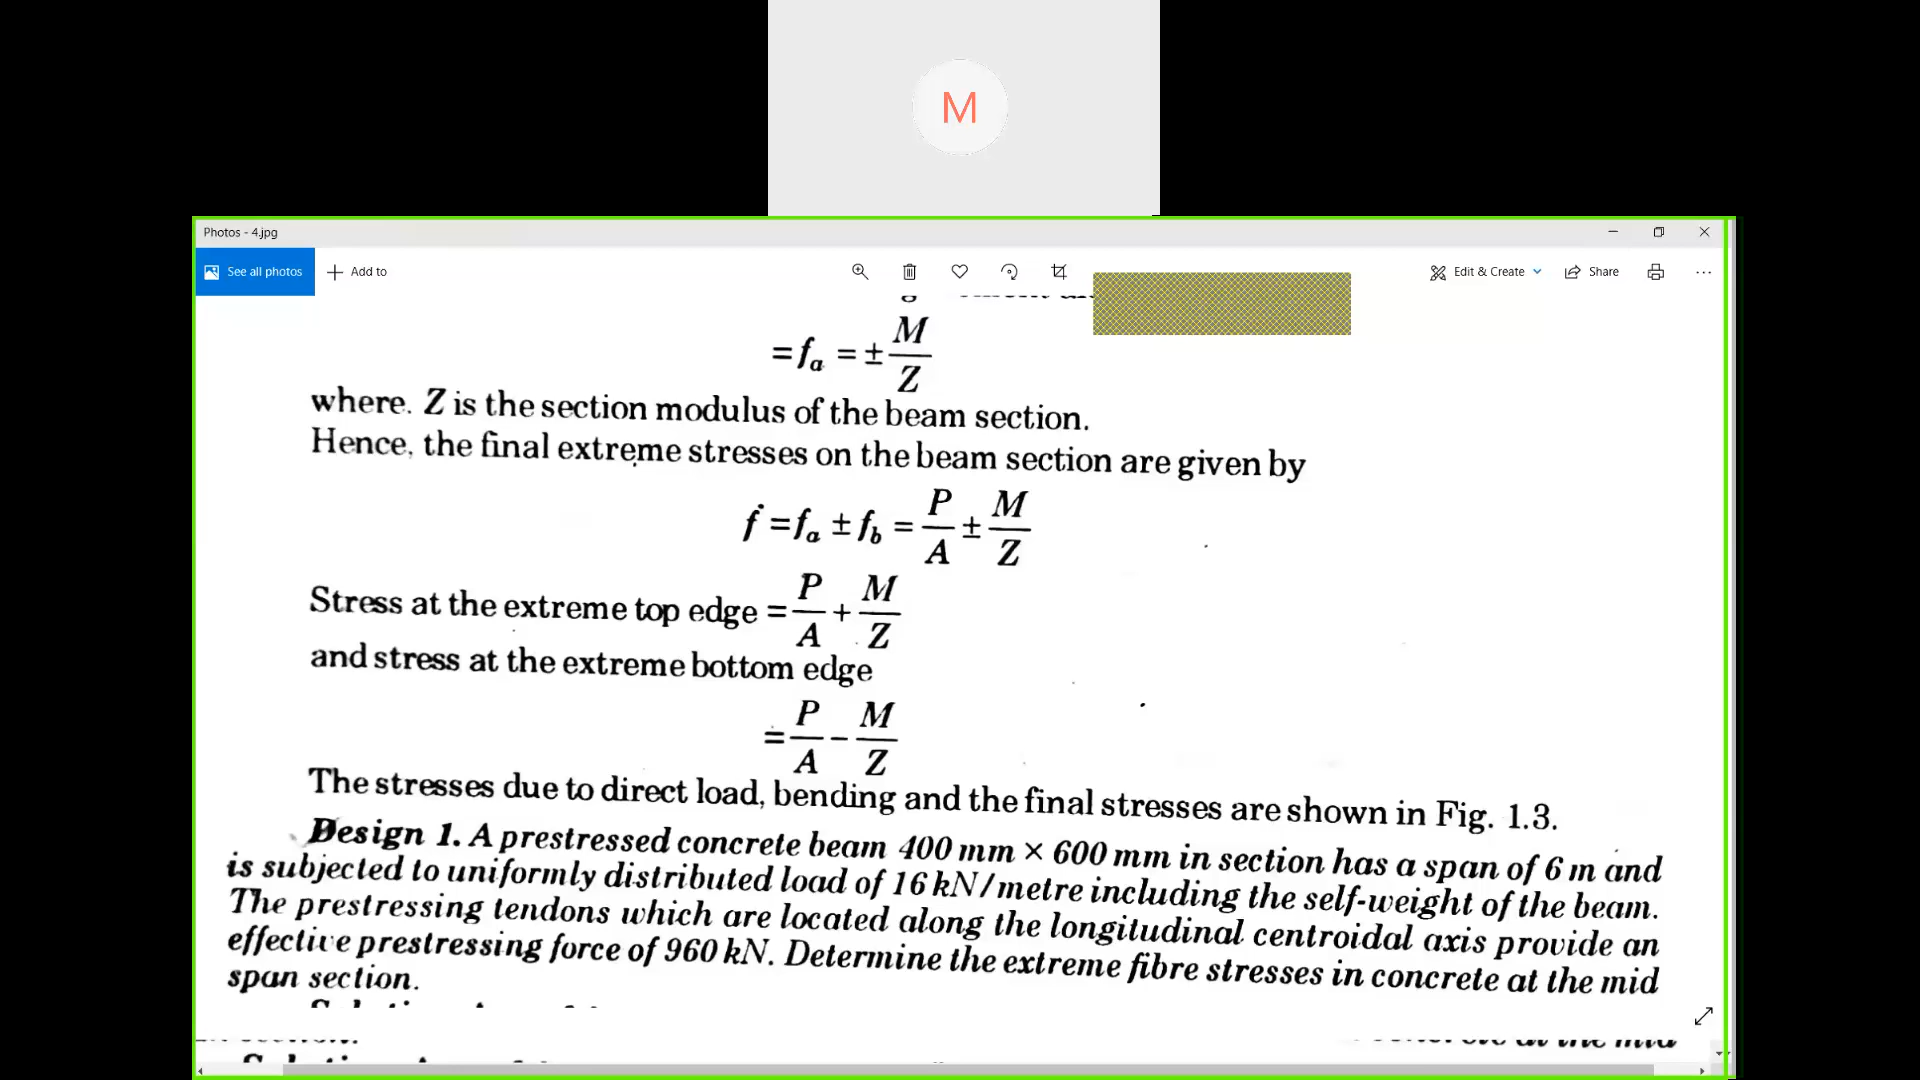 M
Photos - 4.jpg
See all photos
Add to
Edit & Create
Share
= fₐ = ± M/Z
where. Z is the section modulus of the beam section.
Hence, the final extreme stresses on the beam section are given by
f = fₐ ± f_b = P/A ± M/Z
Stress at the extreme top edge = P/A + M/Z
and stress at the extreme bottom edge
= P/A − M/Z
The stresses due to direct load, bending and the final stresses are shown in Fig. 1.3.
Design 1. A prestressed concrete beam 400 mm × 600 mm in section has a span of 6 m and
is subjected to uniformly distributed load of 16 kN/metre including the self-weight of the beam.
The prestressing tendons which are located along the longitudinal centroidal axis provide an
effective prestressing force of 960 kN. Determine the extreme fibre stresses in concrete at the mid
span section.